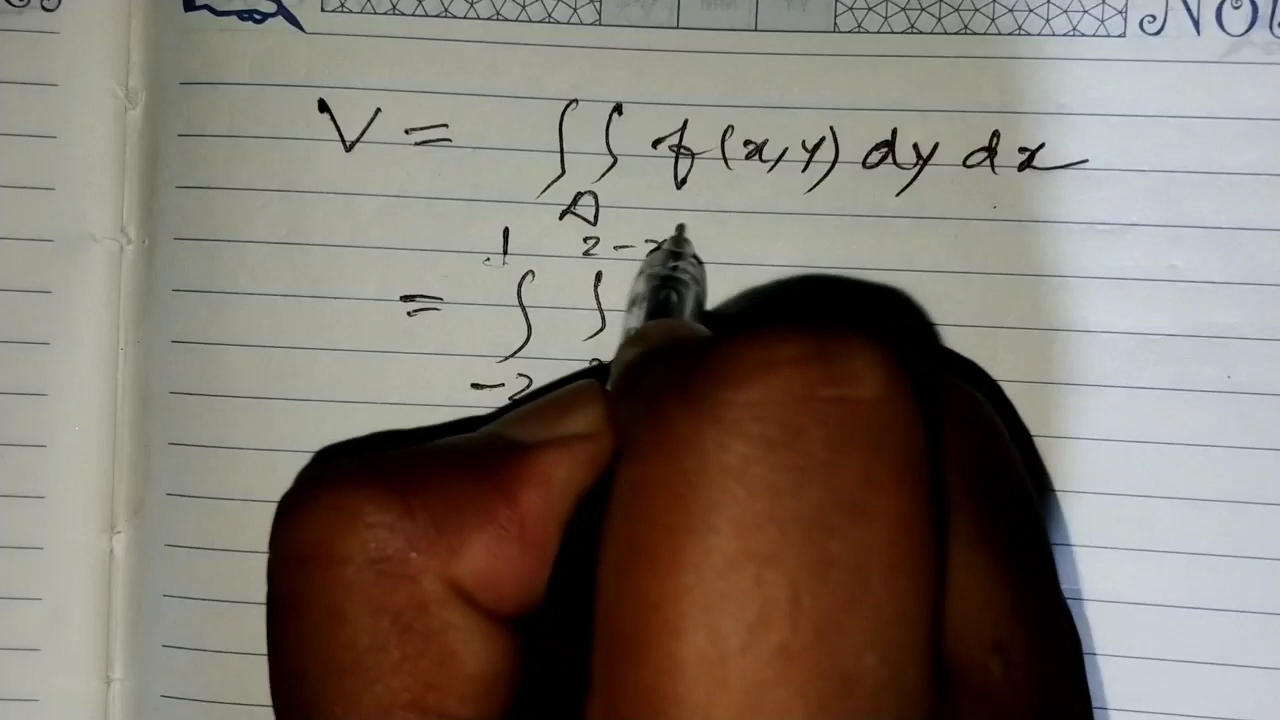 V = ∫∫ f(x,y) dy dx
A
1 2-x
= ∫ ∫
-2